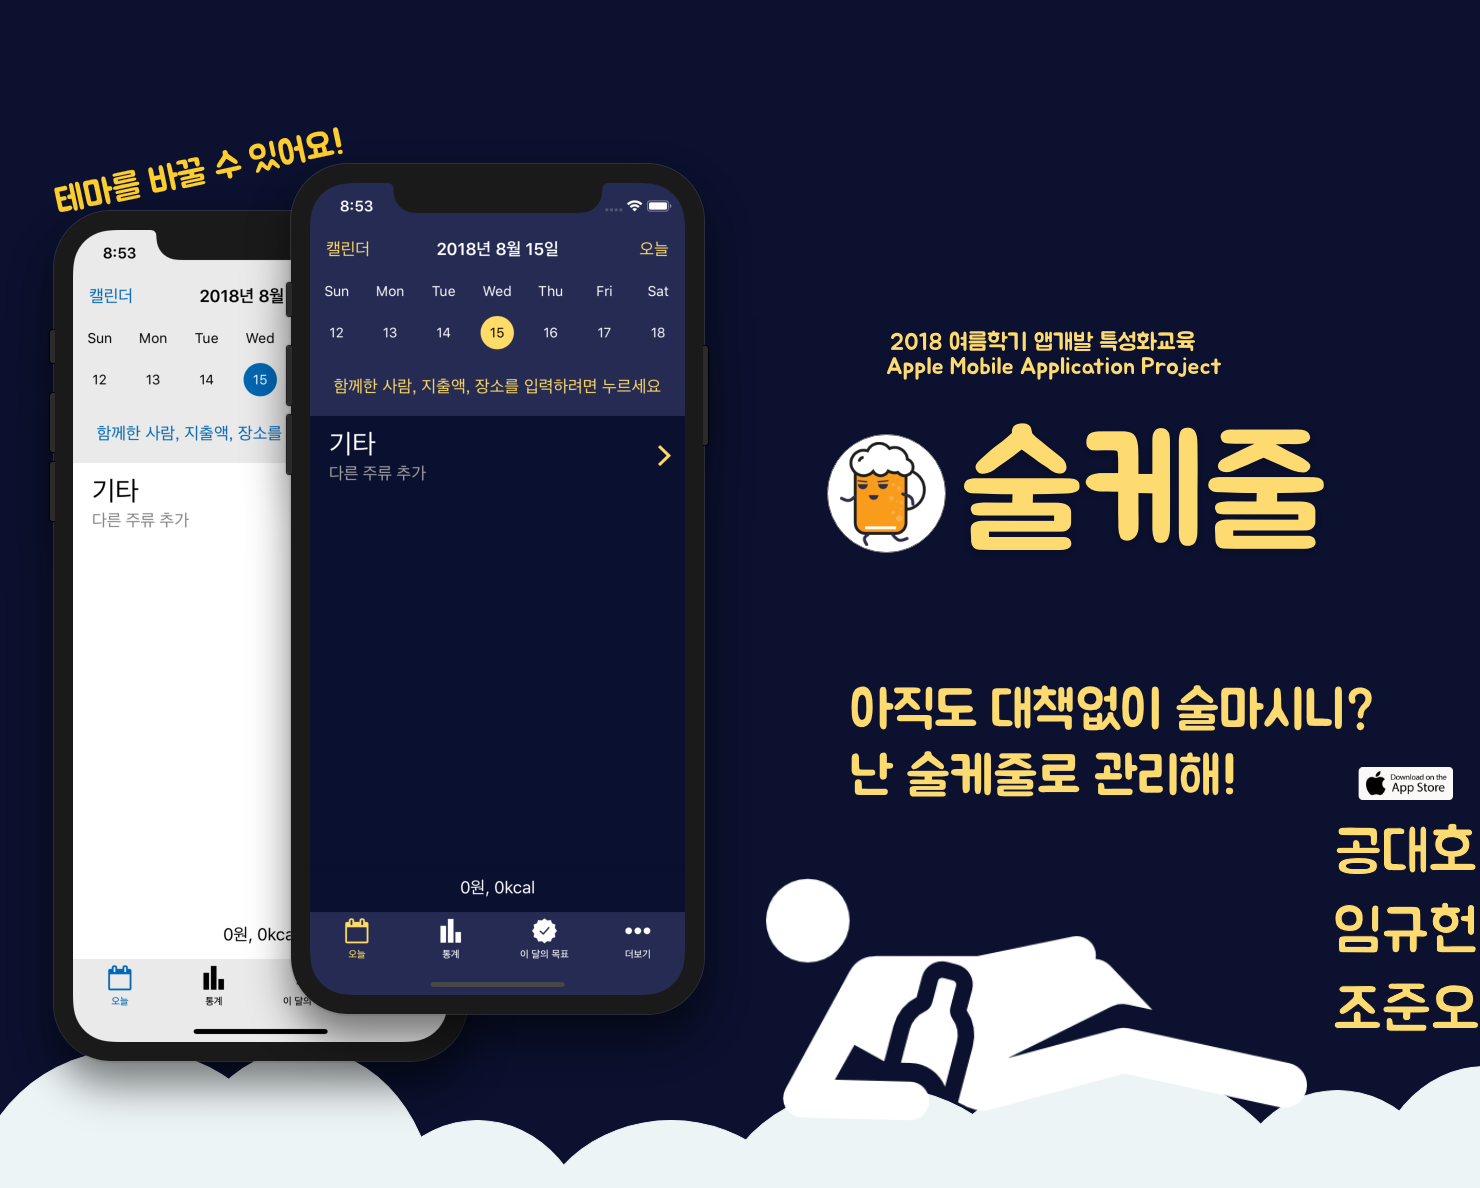 테마를 바꿀 수 있어요!
8:53
캘린더
2018년 8월
Sun Mon Tue Wed
12 13 14 15
함께한 사람, 지출액, 장소를
기타
다른 주류 추가
0원, 0kca
오늘 통계 이 달의
8:53
캘린더 2018년 8월 15일 오늘
Sun Mon Tue Wed Thu Fri Sat
12 13 14 15 16 17 18
함께한 사람, 지출액, 장소를 입력하려면 누르세요
기타
다른 주류 추가
0원, 0kcal
오늘 통계 이 달의 목표 더보기
2018 여름학기 앱개발 특성화교육
Apple Mobile Application Project
술케줄
아직도 대책없이 술마시니?
난 술케줄로 관리해!
Download on the
App Store
공대호
임규헌
조준오